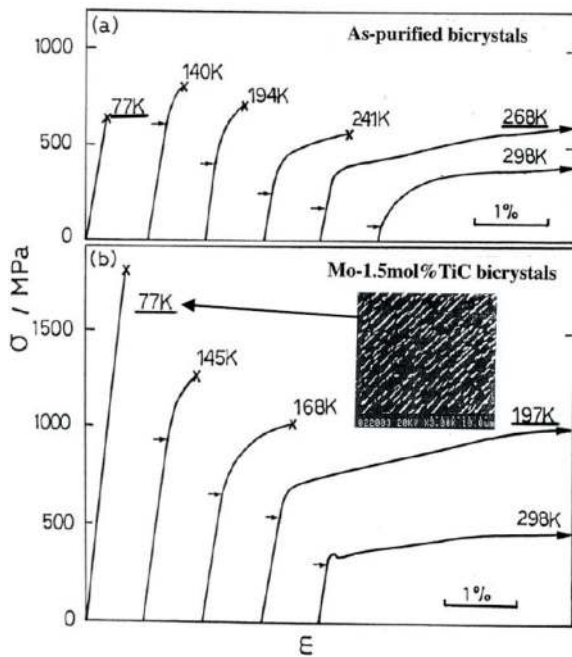 (a)
As-purified bicrystals
1000
500
0
77K
140K
194K
241K
268K
298K
1%
σ / MPa
(b)
Mo-1.5mol%TiC bicrystals
1500
1000
500
0
77K
145K
168K
197K
298K
1%
ε